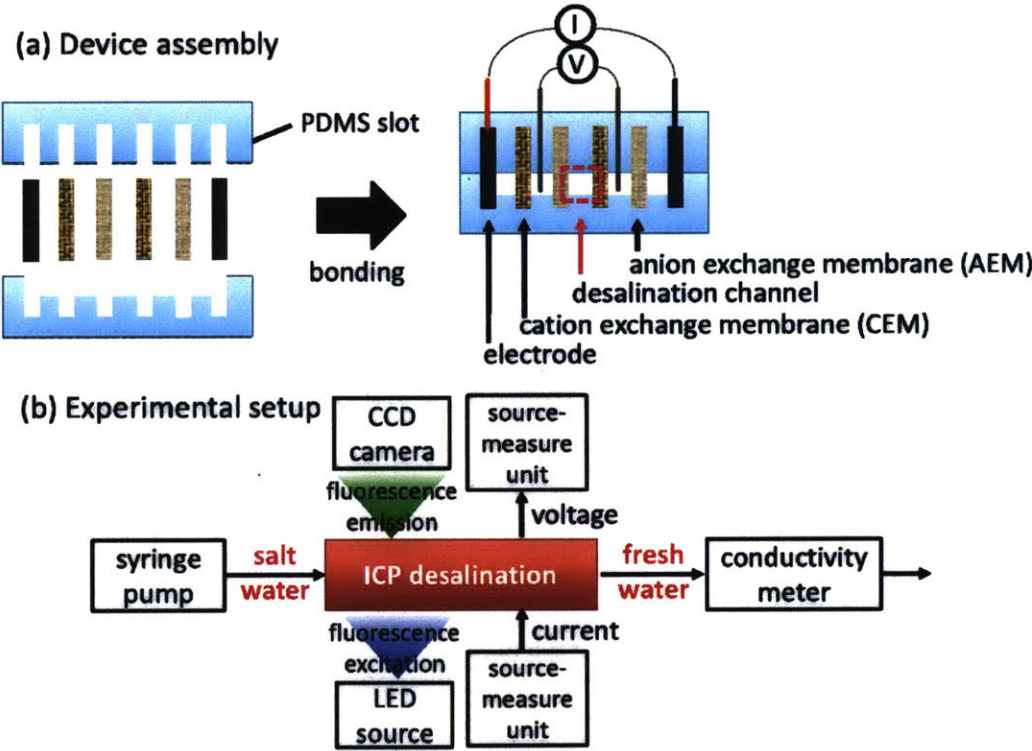 (a) Device assembly
I
V
PDMS slot
bonding
anion exchange membrane (AEM)
desalination channel
cation exchange membrane (CEM)
electrode
(b) Experimental setup
CCD
camera
source-
measure
unit
fluorescence
emission
voltage
syringe
pump
salt
water
ICP desalination
fresh
water
conductivity
meter
fluorescence
excitation
current
LED
source
source-
measure
unit